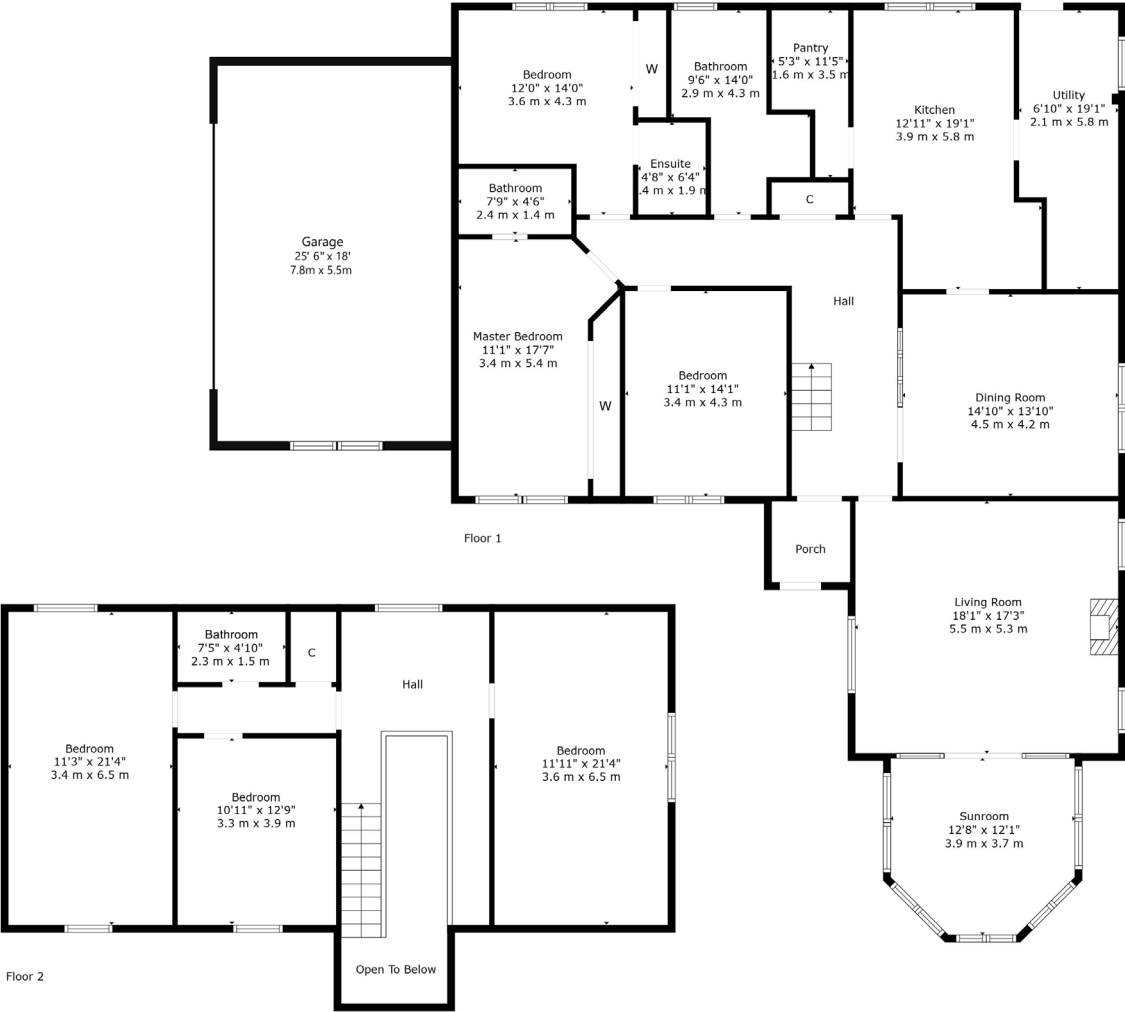 Bedroom
12'0" x 14'0"
3.6 m x 4.3 m
W
Bathroom
9'6" x 14'0"
2.9 m x 4.3 m
Pantry
5'3" x 11'5"
1.6 m x 3.5 m
Kitchen
12'11" x 19'1"
3.9 m x 5.8 m
Utility
6'10" x 19'1"
2.1 m x 5.8 m
Ensuite
4'8" x 6'4"
.4 m x 1.9 m
Bathroom
7'9" x 4'6"
2.4 m x 1.4 m
C
Garage
25' 6" x 18'
7.8m x 5.5m
Hall
Master Bedroom
11'1" x 17'7"
3.4 m x 5.4 m
W
Bedroom
11'1" x 14'1"
3.4 m x 4.3 m
Dining Room
14'10" x 13'10"
4.5 m x 4.2 m
Floor 1
Porch
Living Room
18'1" x 17'3"
5.5 m x 5.3 m
Sunroom
12'8" x 12'1"
3.9 m x 3.7 m
Bathroom
7'5" x 4'10"
2.3 m x 1.5 m
C
Hall
Bedroom
11'3" x 21'4"
3.4 m x 6.5 m
Bedroom
10'11" x 12'9"
3.3 m x 3.9 m
Bedroom
11'11" x 21'4"
3.6 m x 6.5 m
Open To Below
Floor 2